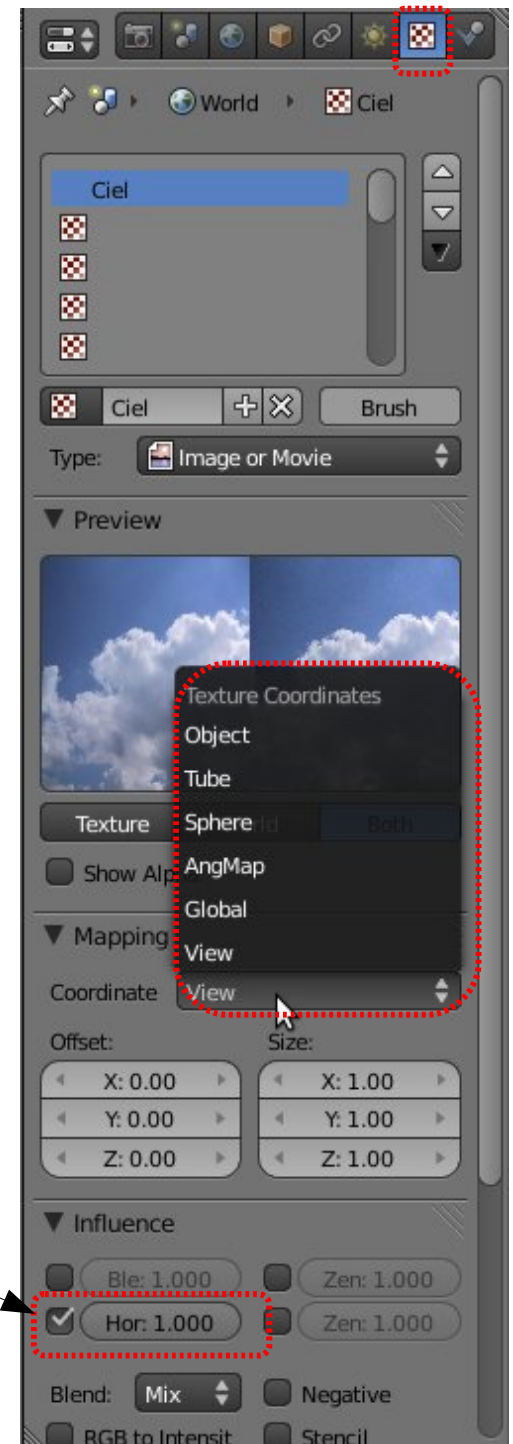 World Ciel
Ciel
Ciel Brush
Type: Image or Movie
Preview
Texture Coordinates
Object
Tube
Texture Sphere Both
Show Alp AngMap
Global
Mapping View
Coordinate View
Offset: Size:
X: 0.00 X: 1.00
Y: 0.00 Y: 1.00
Z: 0.00 Z: 1.00
Influence
Ble: 1.000 Zen: 1.000
Hor: 1.000 Zen: 1.000
Blend: Mix Negative
RGB to Intensit Stencil